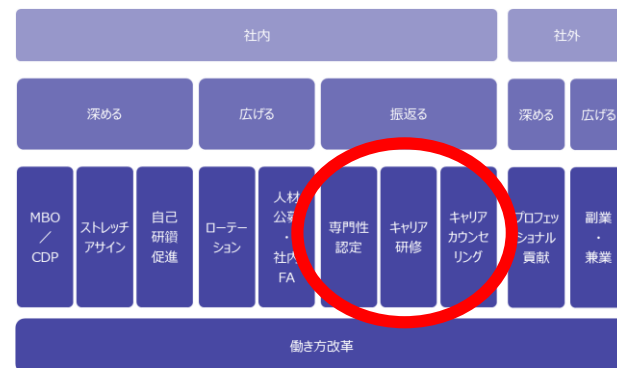 社内
社外
深める
広げる
振返る
深める
広げる
MBO
／
CDP
ストレッチ
アサイン
自己
研鑽
促進
ローテー
ション
人材
公募
・
社内
FA
専門性
認定
キャリア
研修
キャリア
カウンセ
リング
プロフェッ
ショナル
貢献
副業
・
兼業
働き方改革